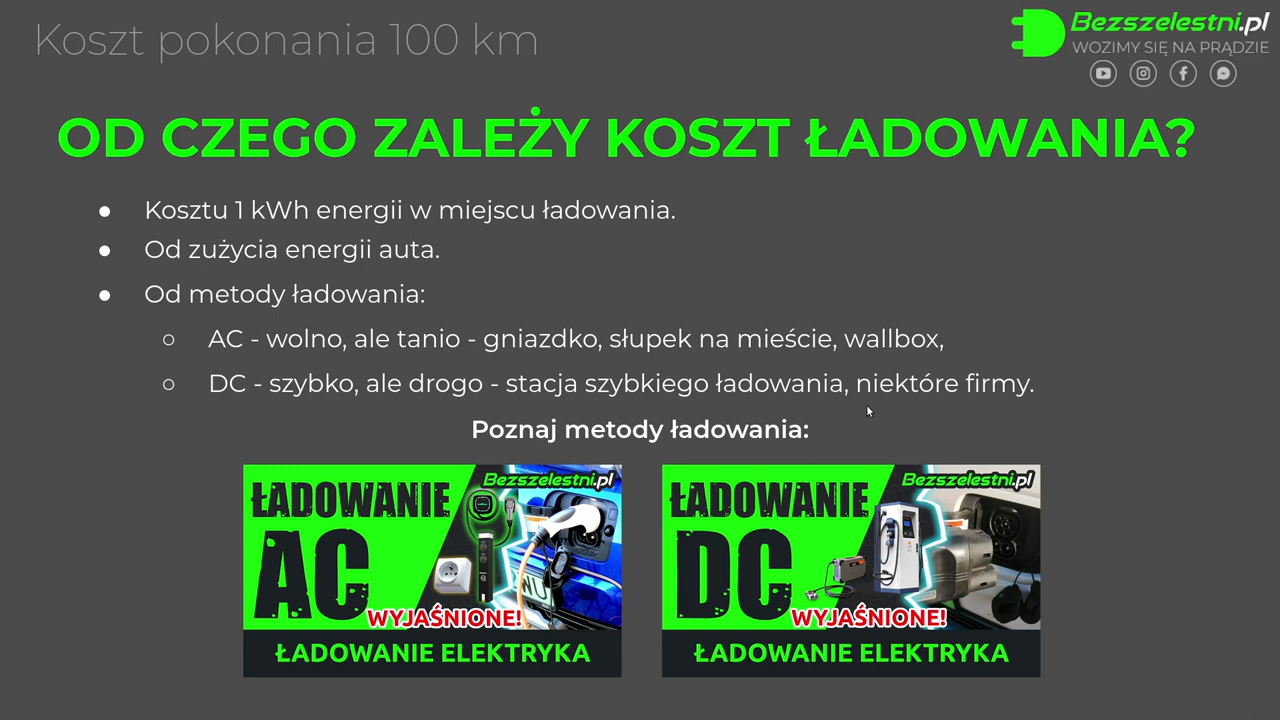 Koszt pokonania 100 km
Bezszelestni.pl
WOZIMY SIĘ NA PRĄDZIE
OD CZEGO ZALEŻY KOSZT ŁADOWANIA?
● Kosztu 1 kWh energii w miejscu ładowania.
● Od zużycia energii auta.
● Od metody ładowania:
○ AC - wolno, ale tanio - gniazdko, słupek na mieście, wallbox,
○ DC - szybko, ale drogo - stacja szybkiego ładowania, niektóre firmy.
Poznaj metody ładowania:
Bezszelestni.pl
ŁADOWANIE
AC
WU
WYJAŚNIONE!
ŁADOWANIE ELEKTRYKA
Bezszelestni.pl
ŁADOWANIE
DC
WYJAŚNIONE!
ŁADOWANIE ELEKTRYKA